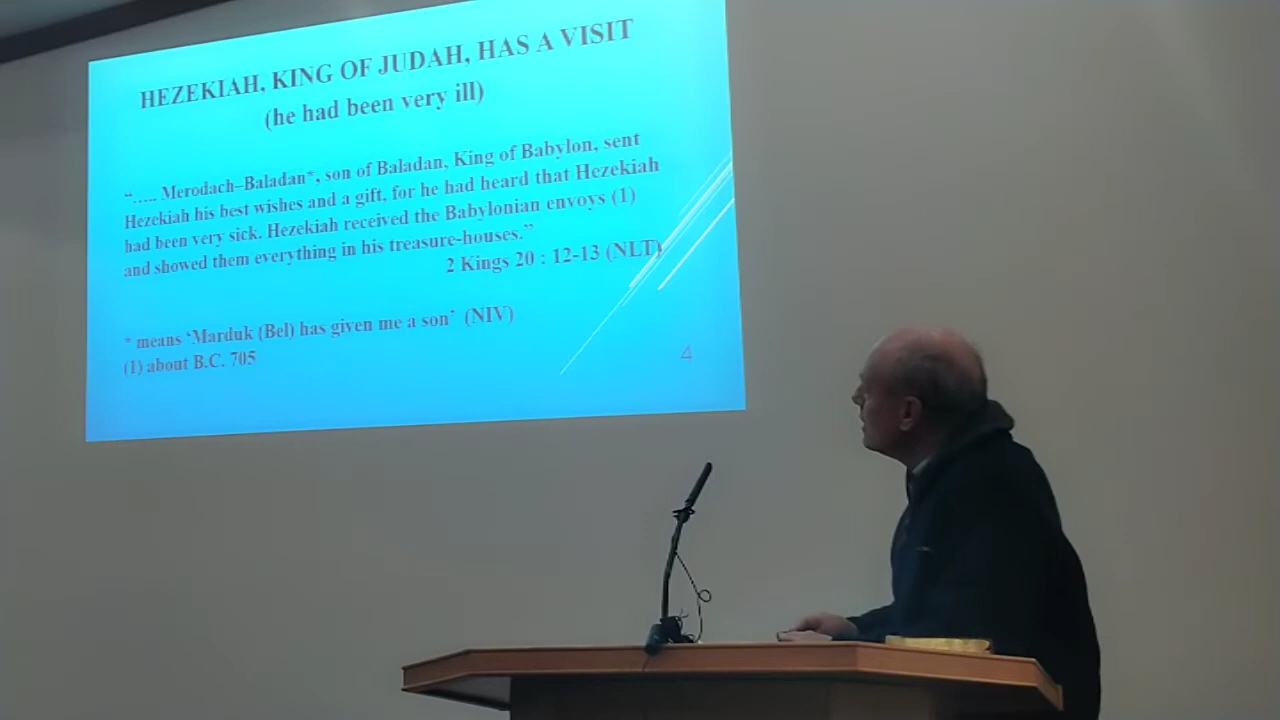 HEZEKIAH, KING OF JUDAH, HAS A VISIT
(he had been very ill)
“….. Merodach–Baladan*, son of Baladan, King of Babylon, sent
Hezekiah his best wishes and a gift, for he had heard that Hezekiah
had been very sick. Hezekiah received the Babylonian envoys (1)
and showed them everything in his treasure-houses.”
2 Kings 20 : 12-13 (NLT)
* means ‘Marduk (Bel) has given me a son’ (NIV)
(1) about B.C. 705
4